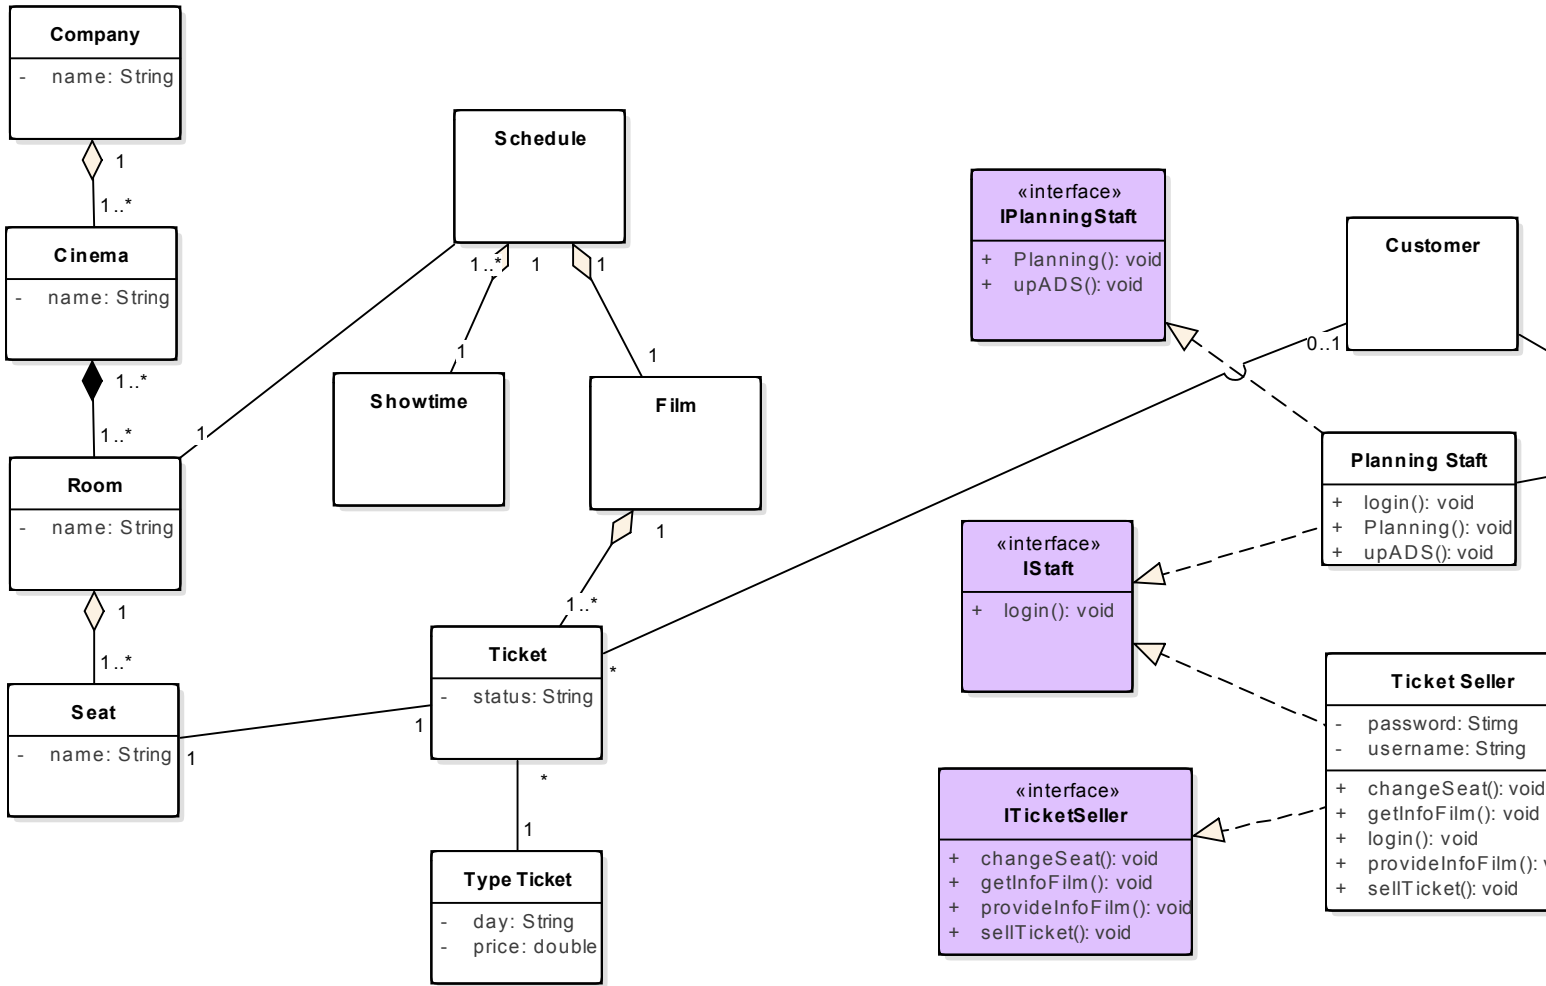 Company
- name: String
1
1..*
Cinema
- name: String
1..*
1..*
Room
- name: String
1
1..*
Seat
- name: String
1
Schedule
1..*
1
1
1
1
1
Showtime
Film
1
1..*
Ticket
- status: String
*
1
*
1
Type Ticket
- day: String
- price: double
«interface»
IPlanningStaft
+ Planning(): void
+ upADS(): void
Customer
0..1
Planning Staft
+ login(): void
+ Planning(): void
+ upADS(): void
«interface»
IStaft
+ login(): void
Ticket Seller
- password: Stirng
- username: String
+ changeSeat(): void
+ getInfoFilm(): void
+ login(): void
+ provideInfoFilm(): v
+ sellTicket(): void
«interface»
ITicketSeller
+ changeSeat(): void
+ getInfoFilm(): void
+ provideInfoFilm(): void
+ sellTicket(): void